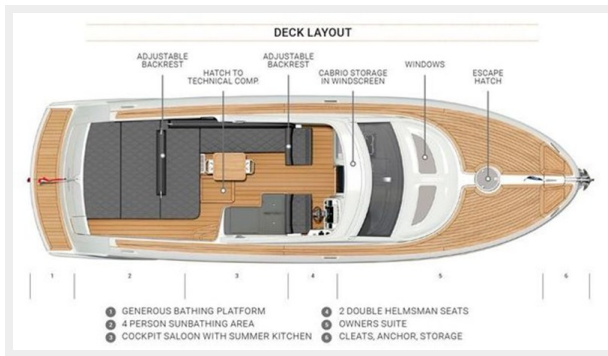 DECK LAYOUT
ADJUSTABLE
BACKREST
HATCH TO
TECHNICAL COMP.
ADJUSTABLE
BACKREST
CABRIO STORAGE
IN WINDSCREEN
WINDOWS
ESCAPE
HATCH
1 2 3 4 5 6
1 GENEROUS BATHING PLATFORM
2 4 PERSON SUNBATHING AREA
3 COCKPIT SALOON WITH SUMMER KITCHEN
4 2 DOUBLE HELMSMAN SEATS
5 OWNERS SUITE
6 CLEATS, ANCHOR, STORAGE